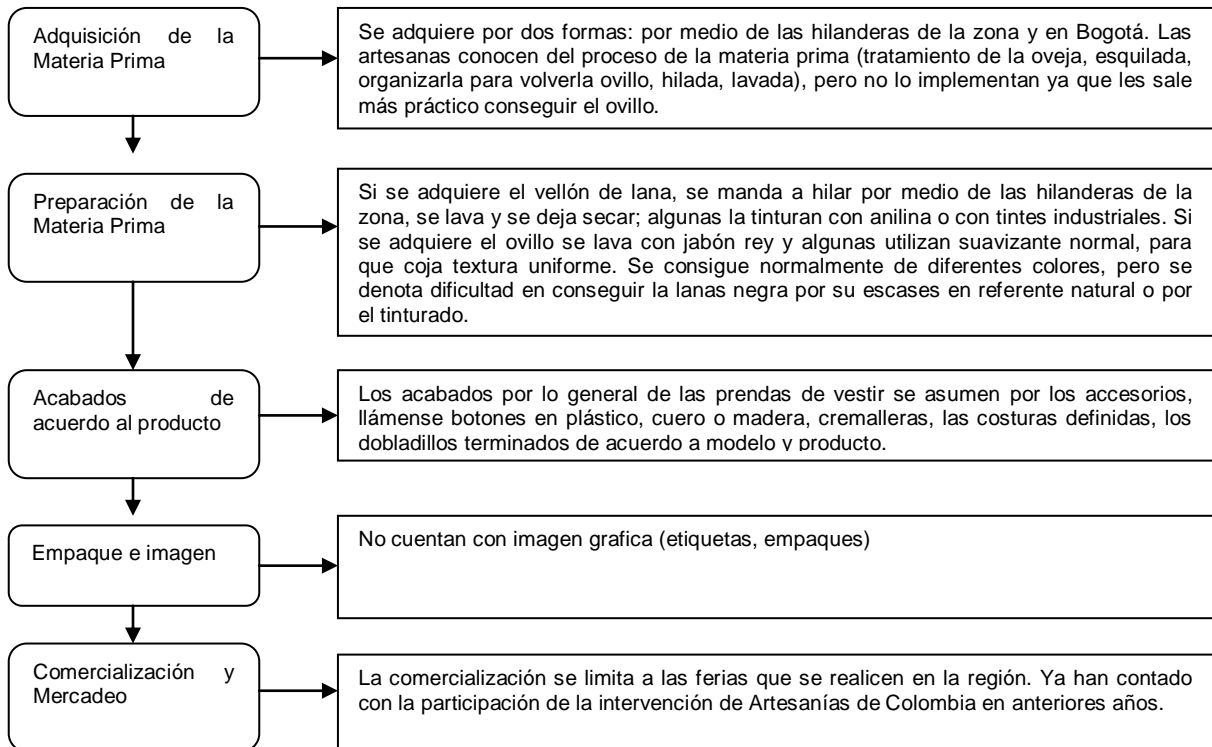 Adquisición de la
Materia Prima
Se adquiere por dos formas: por medio de las hilanderas de la zona y en Bogotá. Las
artesanas conocen del proceso de la materia prima (tratamiento de la oveja, esquilada,
organizarla para volverla ovillo, hilada, lavada), pero no lo implementan ya que les sale
más práctico conseguir el ovillo.
Preparación de la
Materia Prima
Si se adquiere el vellón de lana, se manda a hilar por medio de las hilanderas de la
zona, se lava y se deja secar; algunas la tinturan con anilina o con tintes industriales. Si
se adquiere el ovillo se lava con jabón rey y algunas utilizan suavizante normal, para
que coja textura uniforme. Se consigue normalmente de diferentes colores, pero se
denota dificultad en conseguir la lanas negra por su escases en referente natural o por
el tinturado.
Acabados de
acuerdo al producto
Los acabados por lo general de las prendas de vestir se asumen por los accesorios,
llámense botones en plástico, cuero o madera, cremalleras, las costuras definidas, los
dobladillos terminados de acuerdo a modelo y producto.
Empaque e imagen
No cuentan con imagen grafica (etiquetas, empaques)
Comercialización y
Mercadeo
La comercialización se limita a las ferias que se realicen en la región. Ya han contado
con la participación de la intervención de Artesanías de Colombia en anteriores años.